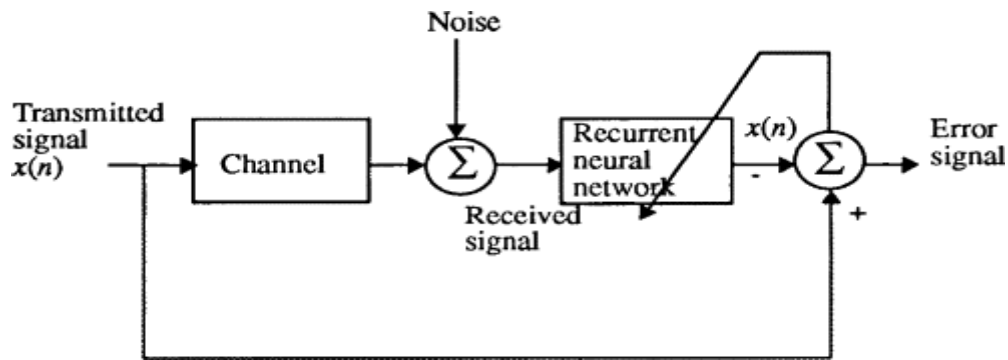 Noise
Transmitted
signal
x(n)
Channel
Σ
Received
signal
Recurrent
neural
network
x(n)
-
Σ
+
Error
signal